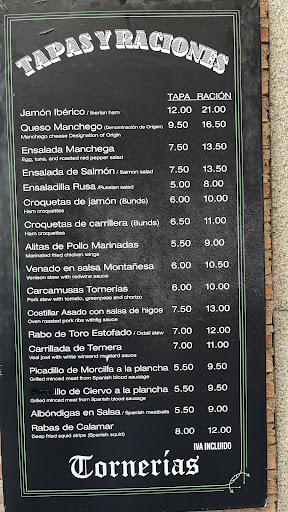 TAPAS Y RACIONES
TAPA RACIÓN
Jamón Ibérico / Iberian ham 12.00 21.00
Queso Manchego (Denominación de Origen) 9.50 16.50
Manchego cheese Designation of Origin
Ensalada Manchega 7.50 13.50
Egg, tuna, and roasted red pepper salad
Ensalada de Salmón / Salmon salad 7.50 13.50
Ensaladilla Rusa /Russian salad 5.00 8.00
Croquetas de jamón (8unds) 6.00 10.00
Ham croquettes
Croquetas de carrillera (8unds) 6.50 11.00
Ham croquettes
Alitas de Pollo Marinadas 5.50 9.00
Marinated fried chicken wings
Venado en salsa Montañesa 6.00 10.50
Venison stew with redwine sauce
Carcamusas Tornerías 6.00 10.00
Pork stew with tomato, greenpeas and chorizo
Costillar Asado con salsa de higos 7.00 13.00
Oven roasted pork ribs withfig sauce
Rabo de Toro Estofado / Oxtail stew 7.00 12.00
Carrillada de Ternera 7.00 11.00
Veal jowl with white wineand mustard sauce
Picadillo de Morcilla a la plancha 5.50 9.50
Grilled minced meat from Spanish blood sausage
illo de Ciervo a la plancha 5.50 9.50
Grilled minced meat from Spanish blood sausage
Albóndigas en Salsa / Spanish meatballs 5.50 9.00
Rabas de Calamar 8.00 12.00
Deep fried squid strips (Spanish squid)
IVA INCLUIDO
Tornerías